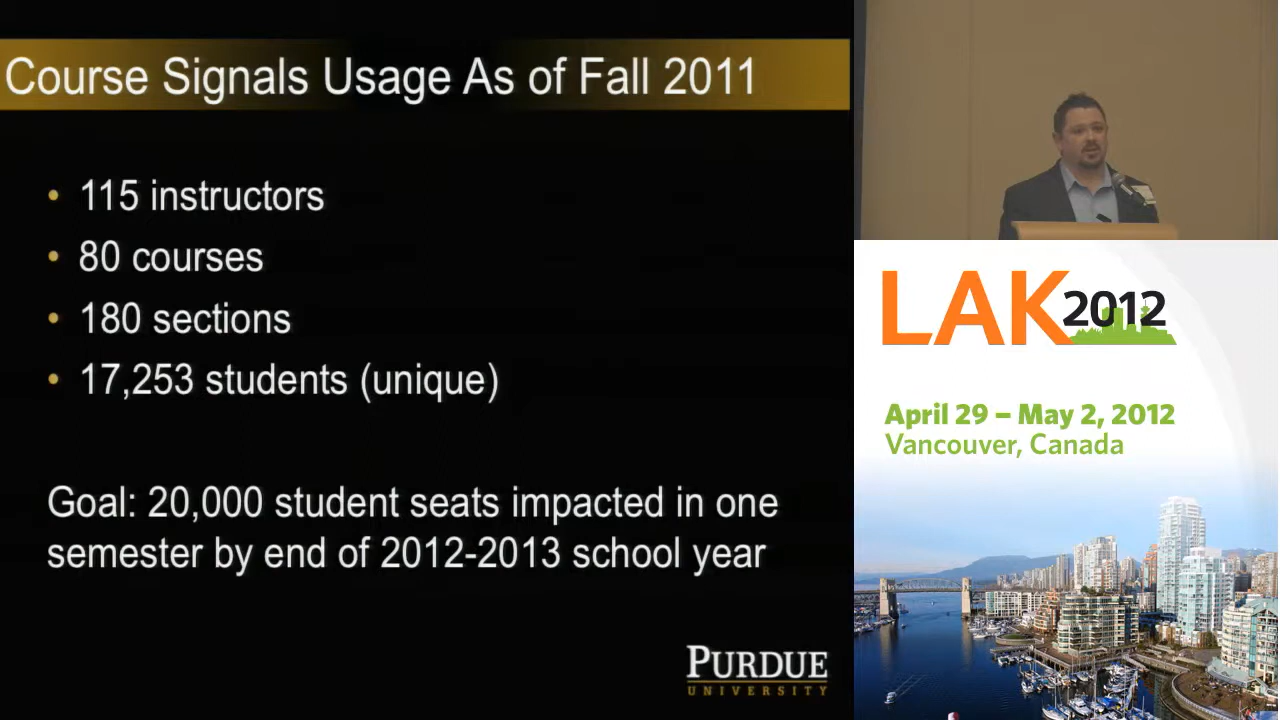 Course Signals Usage As of Fall 2011
• 115 instructors
• 80 courses
• 180 sections
• 17,253 students (unique)
Goal: 20,000 student seats impacted in one
semester by end of 2012-2013 school year
PURDUE
UNIVERSITY
LAK2012
April 29 – May 2, 2012
Vancouver, Canada